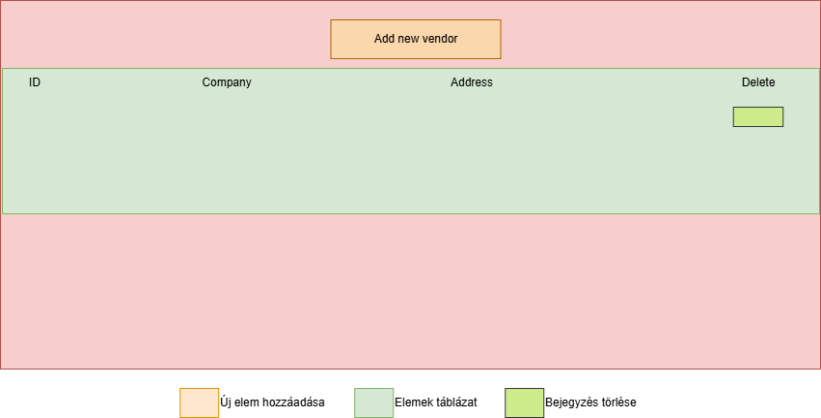 Add new vendor
ID Company Address Delete
Új elem hozzáadása Elemek táblázat Bejegyzés törlése